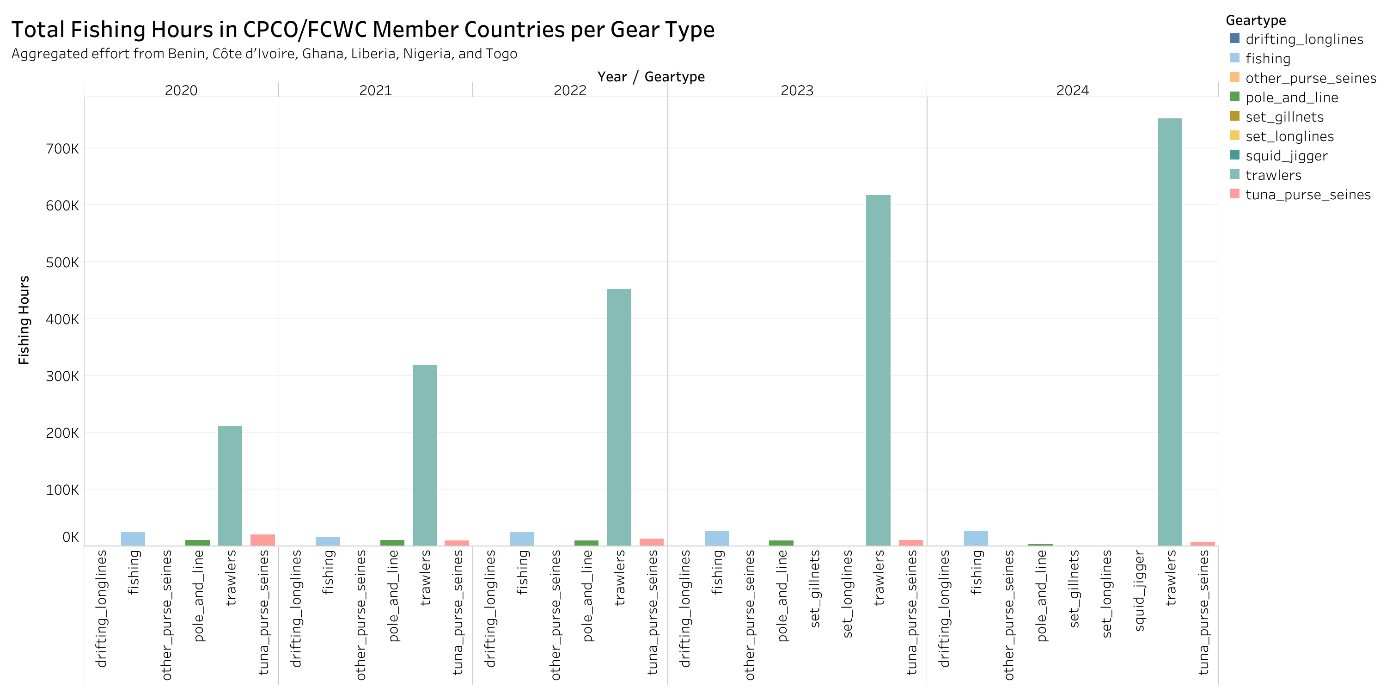 Total Fishing Hours in CPCO/FCWC Member Countries per Gear Type
Aggregated effort from Benin, Côte d'Ivoire, Ghana, Liberia, Nigeria, and Togo
Geartype
drifting_longlines
fishing
other_purse_seines
pole_and_line
set_gillnets
set_longlines
squid_jigger
trawlers
tuna_purse_seines
Year / Geartype
2020
2021
2022
2023
2024
Fishing Hours
700K
600K
500K
400K
300K
200K
100K
0K
drifting_longlines
fishing
other_purse_seines
pole_and_line
trawlers
tuna_purse_seines
drifting_longlines
fishing
other_purse_seines
pole_and_line
trawlers
tuna_purse_seines
drifting_longlines
fishing
other_purse_seines
pole_and_line
trawlers
tuna_purse_seines
drifting_longlines
fishing
other_purse_seines
pole_and_line
set_gillnets
set_longlines
trawlers
tuna_purse_seines
drifting_longlines
fishing
other_purse_seines
pole_and_line
set_gillnets
set_longlines
squid_jigger
trawlers
tuna_purse_seines